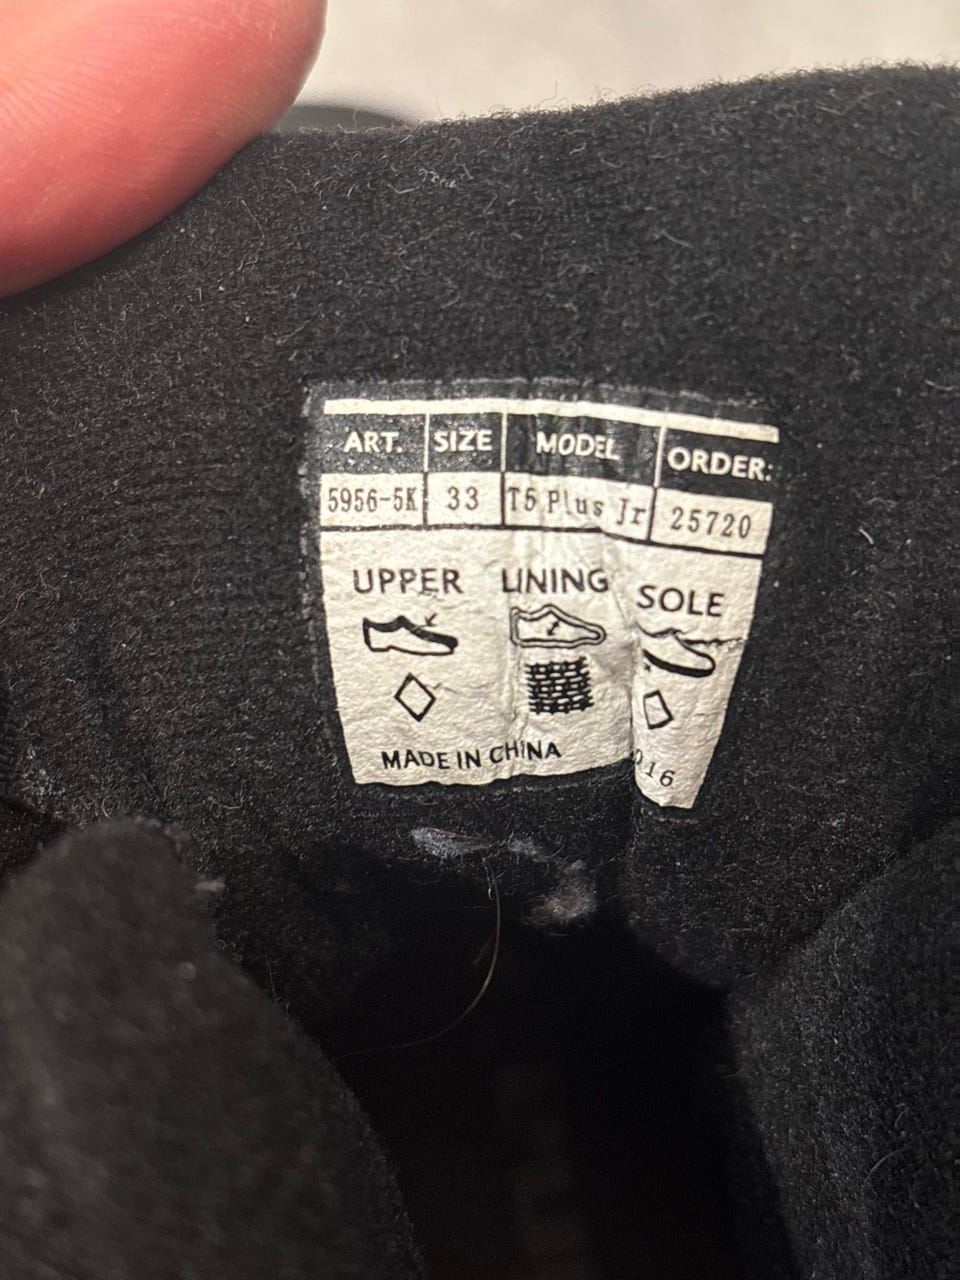 ART. SIZE MODEL ORDER:
5956-5K 33 T5 Plus Jr 25720
UPPER LINING SOLE
MADE IN CHINA